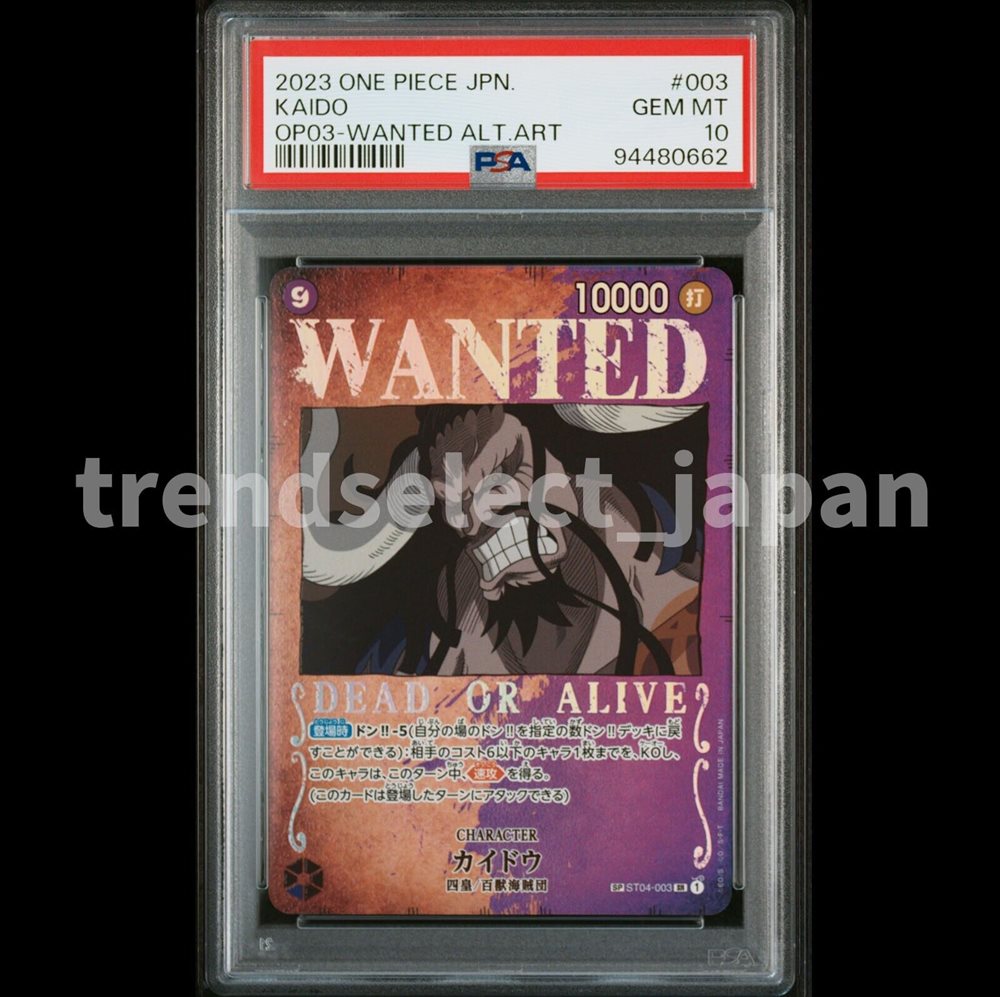 2023 ONE PIECE JPN. #003
KAIDO GEM MT
OP03-WANTED ALT.ART 10
PSA 94480662
9 10000 打
WANTED
trendselect_japan
DEAD OR ALIVE
登場時 ドン!!-5(自分の場のドン!!を指定の数ドン!!デッキに戻
すことができる):相手のコスト6以下のキャラ1枚までを、KOし、
このキャラは、このターン中、速攻 を得る。
(このカードは登場したターンにアタックできる)
CHARACTER
カイドウ
四皇/百獣海賊団
SP ST04-003 1
BANDAI MADE IN JAPAN
PSA